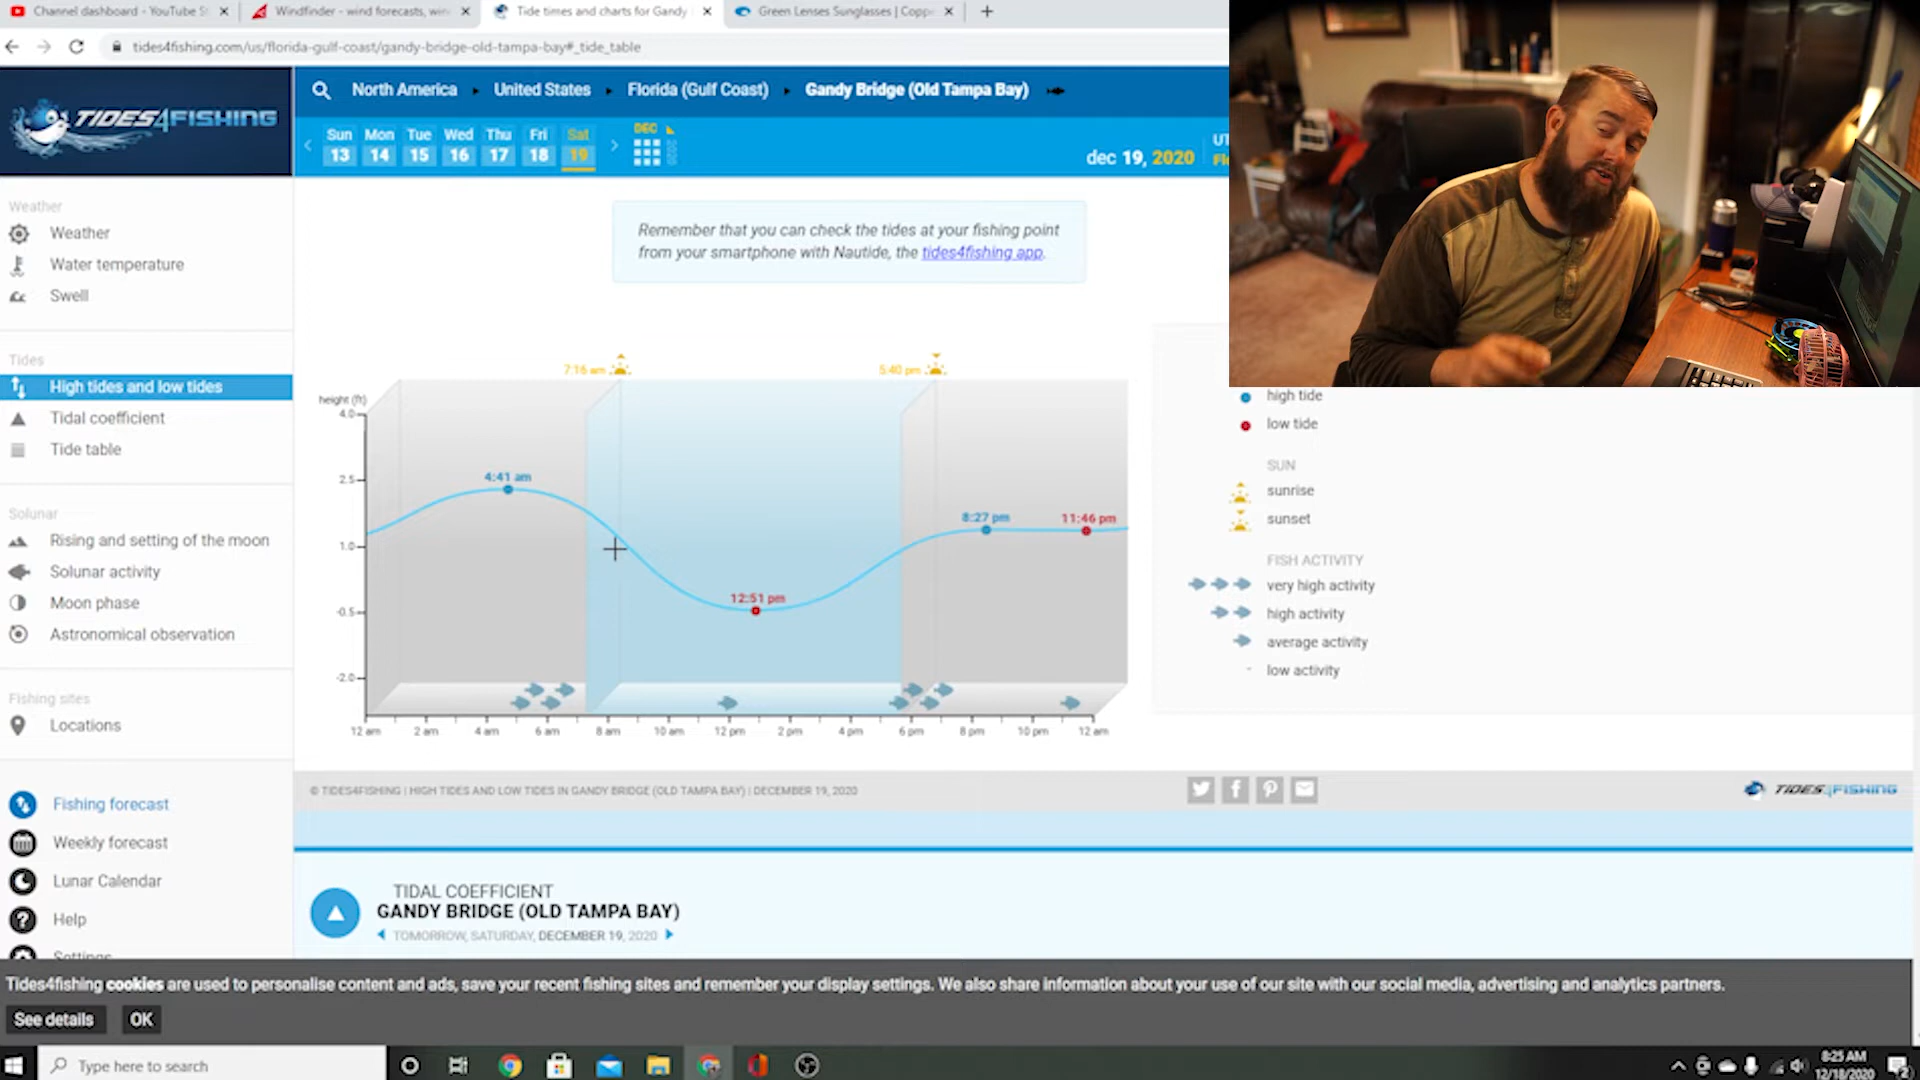 Channel dashboard - YouTube S
Windfinder - wind forecasts, win
Tide times and charts for Gandy
Green Lenses Sunglasses | Copp
tides4fishing.com/us/florida-gulf-coast/gandy-bridge-old-tampa-bay#_tide_table
TIDES4FISHING
North America
United States
Florida (Gulf Coast)
Gandy Bridge (Old Tampa Bay)
Sun Mon Tue Wed Thu Fri Sat
13 14 15 16 17 18 19
DEC
2020
dec 19, 2020
UT
Flo
Remember that you can check the tides at your fishing point
from your smartphone with Nautide, the tides4fishing app.
Weather
Weather
Water temperature
Swell
Tides
High tides and low tides
Tidal coefficient
Tide table
Solunar
Rising and setting of the moon
Solunar activity
Moon phase
Astronomical observation
Fishing sites
Locations
Fishing forecast
Weekly forecast
Lunar Calendar
Help
Settings
7:16 am
5:40 pm
height (ft)
4.0
2.5
1.0
-0.5
-2.0
4:41 am
12:51 pm
8:27 pm
11:46 pm
12 am 2 am 4 am 6 am 8 am 10 am 12 pm 2 pm 4 pm 6 pm 8 pm 10 pm 12 am
high tide
low tide
SUN
sunrise
sunset
FISH ACTIVITY
very high activity
high activity
average activity
low activity
© TIDES4FISHING | HIGH TIDES AND LOW TIDES IN GANDY BRIDGE (OLD TAMPA BAY) | DECEMBER 19, 2020
TIDES4FISHING
TIDAL COEFFICIENT
GANDY BRIDGE (OLD TAMPA BAY)
TOMORROW, SATURDAY, DECEMBER 19, 2020
Tides4fishing cookies are used to personalise content and ads, save your recent fishing sites and remember your display settings. We also share information about your use of our site with our social media, advertising and analytics partners.
See details
OK
Type here to search
8:25 AM
12/18/2020
2